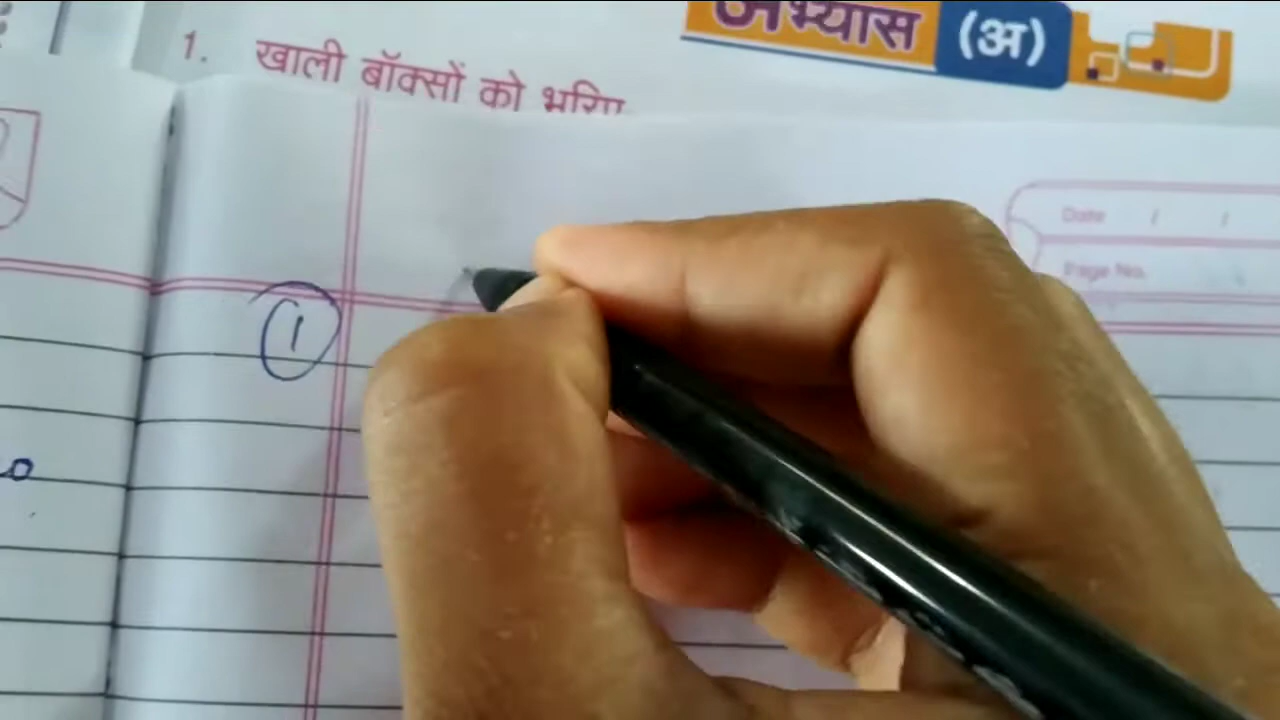 अभ्यास (अ)
1. खाली बॉक्सों को भरिए
Date / /
Page No.
1